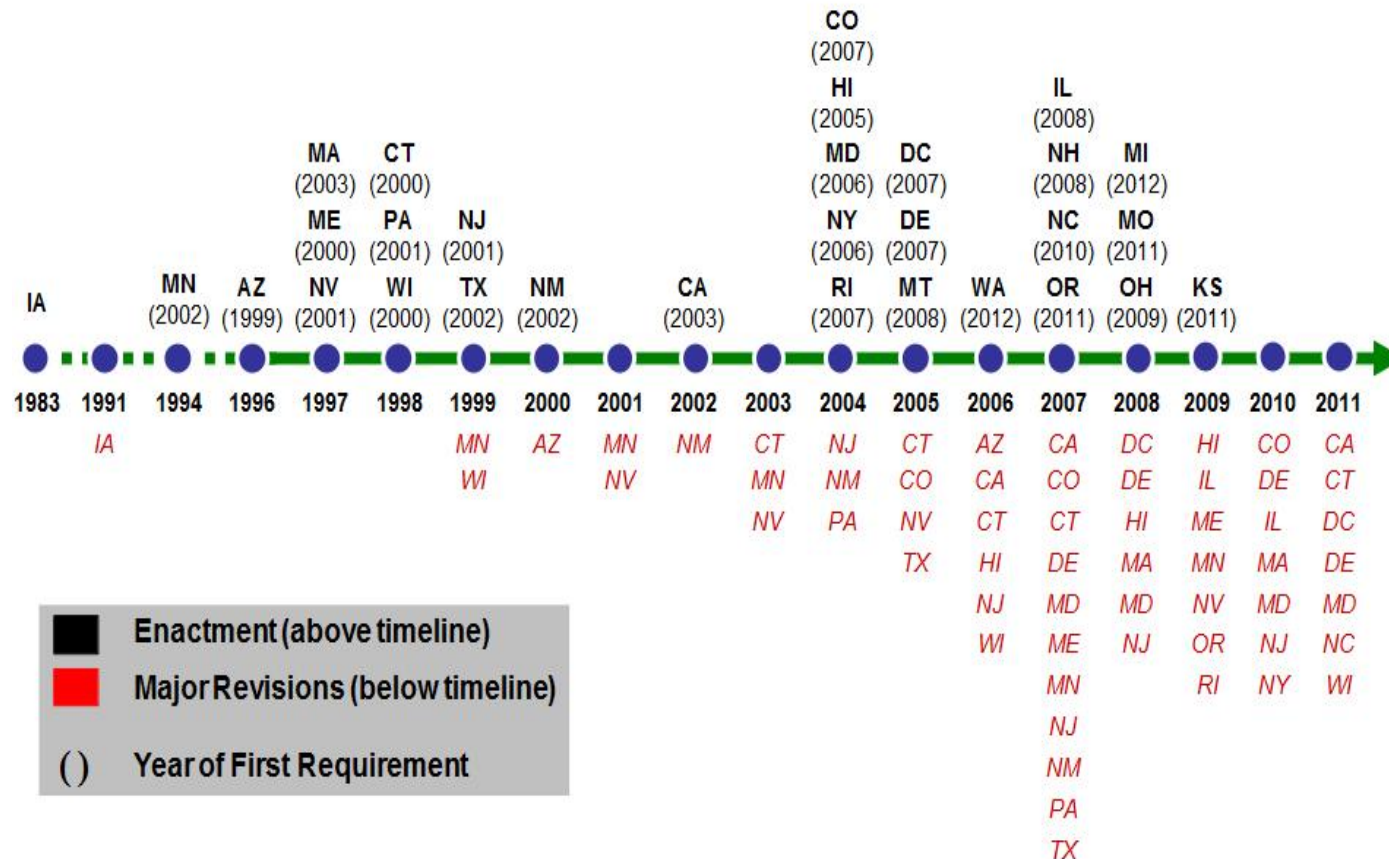 CO
(2007)
HI IL
(2005) (2008)
MA CT MD DC NH MI
(2003) (2000) (2006) (2007) (2008) (2012)
ME PA NJ NY DE NC MO
(2000) (2001) (2001) (2006) (2007) (2010) (2011)
IA MN AZ NV WI TX NM CA RI MT WA OR OH KS
(2002) (1999) (2001) (2000) (2002) (2002) (2003) (2007) (2008) (2012) (2011) (2009) (2011)
1983 1991 1994 1996 1997 1998 1999 2000 2001 2002 2003 2004 2005 2006 2007 2008 2009 2010 2011
IA MN AZ MN NM CT NJ CT AZ CA DC HI CO CA
WI NV MN NM CO CA CO DE IL DE CT
NV PA NV CT CT HI ME IL DC
TX HI DE MA MN MA DE
NJ MD MD NV MD MD
WI ME NJ OR NJ NC
MN RI NY WI
NJ
NM
PA
TX
Enactment (above timeline)
Major Revisions (below timeline)
( ) Year of First Requirement